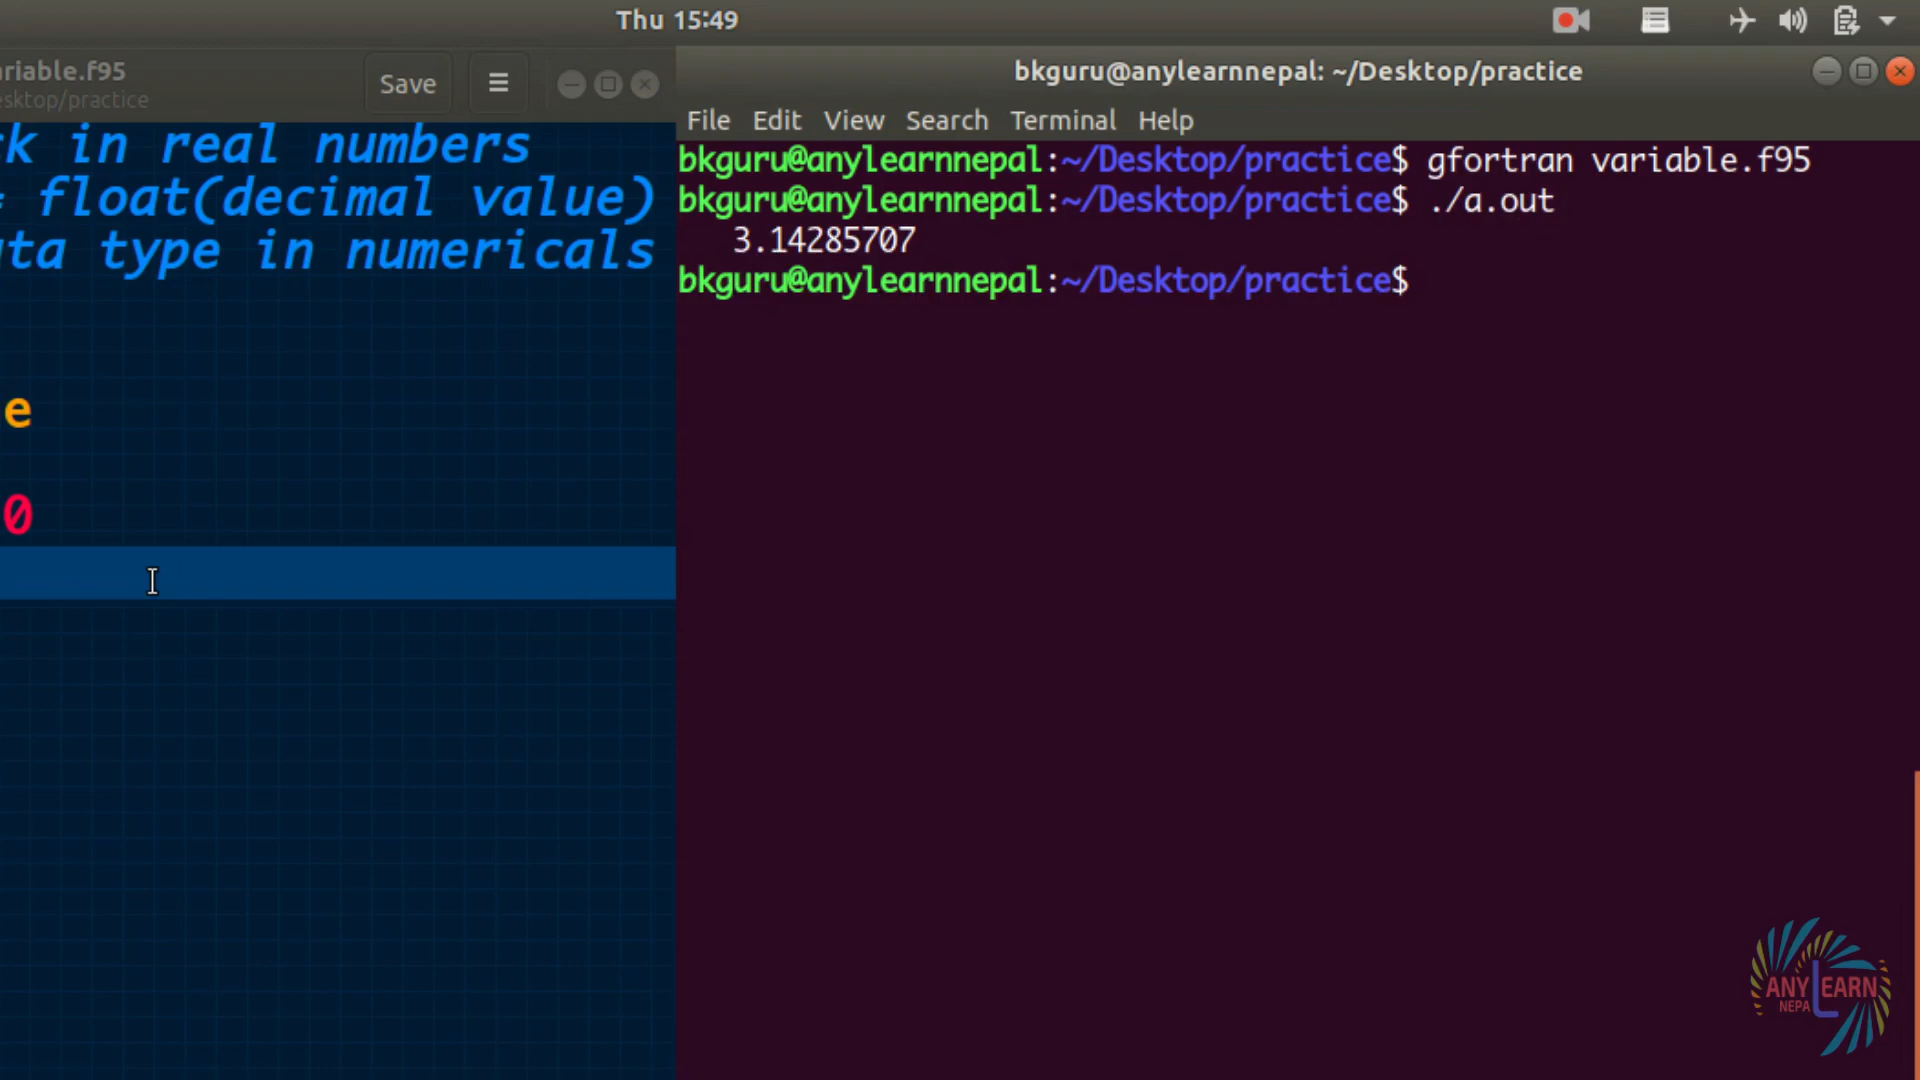 Thu 15:49
riable.f95
Save
sktop/practice
bkguru@anylearnnepal: ~/Desktop/practice
File Edit View Search Terminal Help
k in real numbers
= float(decimal value)
ta type in numericals
e
0
bkguru@anylearnnepal:~/Desktop/practice$ gfortran variable.f95
bkguru@anylearnnepal:~/Desktop/practice$ ./a.out
3.14285707
bkguru@anylearnnepal:~/Desktop/practice$
ANY LEARN
NEPA